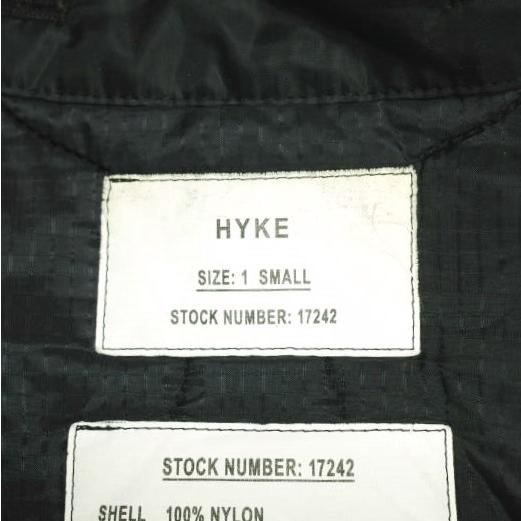 HYKE
SIZE: 1 SMALL
STOCK NUMBER: 17242
STOCK NUMBER: 17242
SHELL 100% NYLON